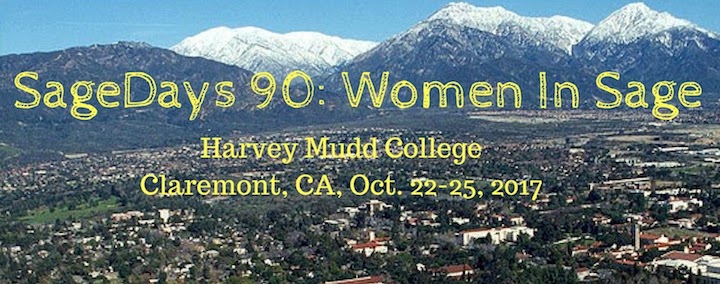 SageDays 90: Women In Sage
Harvey Mudd College
Claremont, CA, Oct. 22-25, 2017